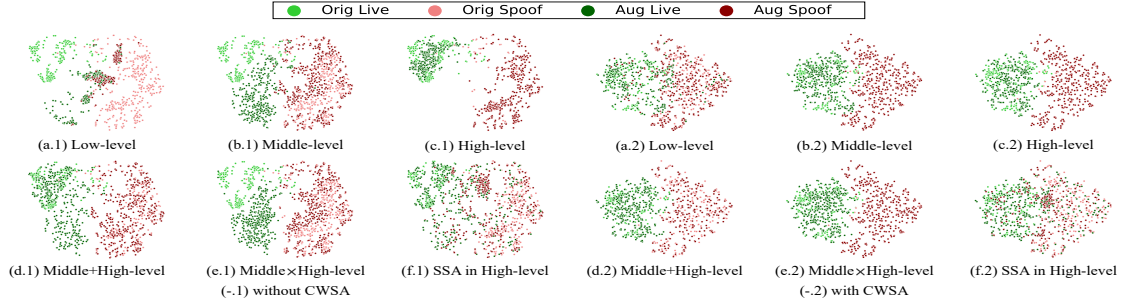 Orig Live Orig Spoof Aug Live Aug Spoof
(a.1) Low-level (b.1) Middle-level (c.1) High-level (a.2) Low-level (b.2) Middle-level (c.2) High-level
(d.1) Middle+High-level (e.1) Middle×High-level (f.1) SSA in High-level (d.2) Middle+High-level (e.2) Middle×High-level (f.2) SSA in High-level
(-.1) without CWSA (-.2) with CWSA